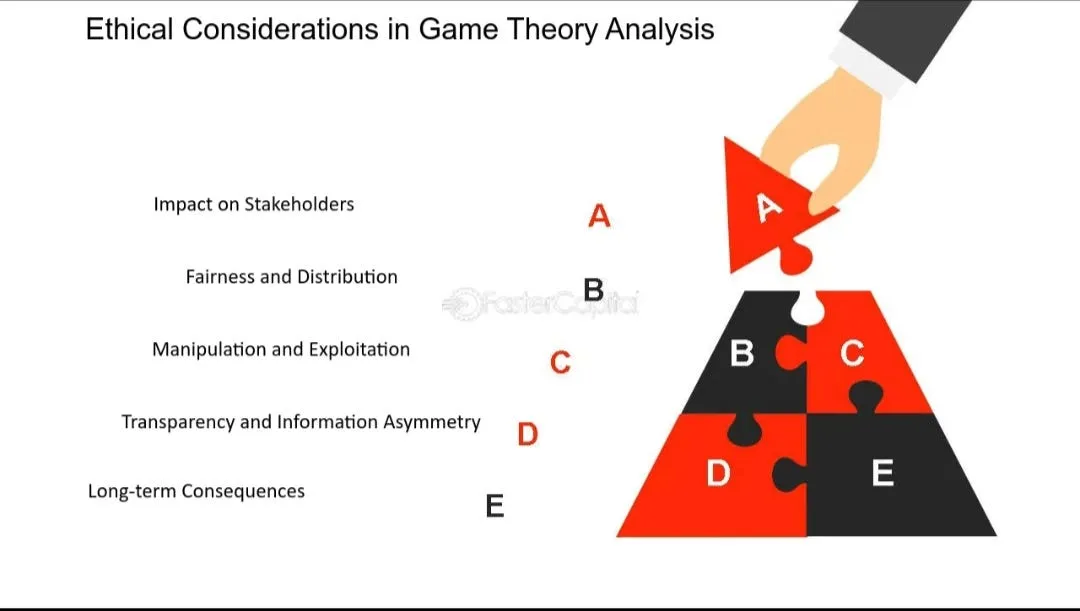 Ethical Considerations in Game Theory Analysis
Impact on Stakeholders
A
Fairness and Distribution
B
Manipulation and Exploitation
C
Transparency and Information Asymmetry
D
Long-term Consequences
E
FasterCapital
A
B
C
D
E